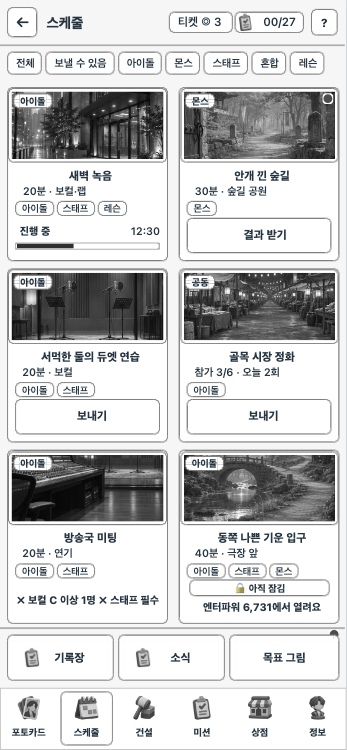 스케줄
티켓 ◎ 3
00/27
?
전체
보낼 수 있음
아이돌
몬스
스태프
혼합
레슨
아이돌
새벽 녹음
20분 · 보컬·랩
아이돌 스태프 레슨
진행 중 12:30
몬스
안개 낀 숲길
30분 · 숲길 공원
몬스
결과 받기
아이돌
서먹한 둘의 듀엣 연습
20분 · 보컬
아이돌 스태프
보내기
공동
골목 시장 정화
참가 3/6 · 오늘 2회
아이돌
보내기
아이돌
방송국 미팅
20분 · 연기
아이돌 스태프
✕ 보컬 C 이상 1명 ✕ 스태프 필수
아이돌
동쪽 나쁜 기운 입구
40분 · 극장 앞
아이돌 스태프 몬스
🔒 아직 잠김
엔터파워 6,731에서 열려요
기록장
소식
목표 그림
포토카드
스케줄
건설
미션
상점
정보